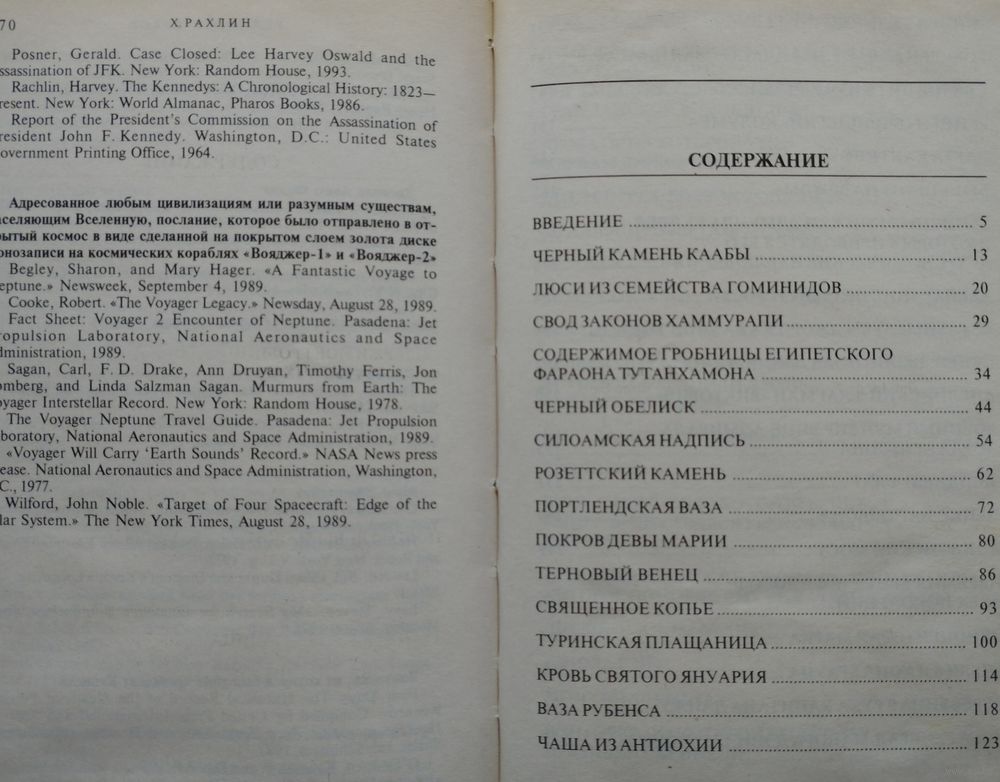 70 Х. РАХЛИН
Posner, Gerald. Case Closed: Lee Harvey Oswald and the
ssassination of JFK. New York: Random House, 1993.
Rachlin, Harvey. The Kennedys: A Chronological History: 1823—
resent. New York: World Almanac, Pharos Books, 1986.
Report of the President's Commission on the Assassination of
resident John F. Kennedy. Washington, D.C.: United States
overnment Printing Office, 1964.
Адресованное любым цивилизациям или разумным существам,
аселяющим Вселенную, послание, которое было отправлено в от-
рытый космос в виде сделанной на покрытом слоем золота диске
онозаписи на космических кораблях «Вояджер-1» и «Вояджер-2»
Begley, Sharon, and Mary Hager. «A Fantastic Voyage to
eptune.» Newsweek, September 4, 1989.
Cooke, Robert. «The Voyager Legacy.» Newsday, August 28, 1989.
Fact Sheet: Voyager 2 Encounter of Neptune. Pasadena: Jet
ropulsion Laboratory, National Aeronautics and Space
dministration, 1989.
Sagan, Carl, F. D. Drake, Ann Druyan, Timothy Ferris, Jon
omberg, and Linda Salzman Sagan. Murmurs from Earth: The
oyager Interstellar Record. New York: Random House, 1978.
The Voyager Neptune Travel Guide. Pasadena: Jet Propulsion
aboratory, National Aeronautics and Space Administration, 1989.
«Voyager Will Carry 'Earth Sounds' Record.» NASA News press
ease. National Aeronautics and Space Administration, Washington,
C., 1977.
Wilford, John Noble. «Target of Four Spacecraft: Edge of the
lar System.» The New York Times, August 28, 1989.
СОДЕРЖАНИЕ
ВВЕДЕНИЕ 5
ЧЕРНЫЙ КАМЕНЬ КААБЫ 13
ЛЮСИ ИЗ СЕМЕЙСТВА ГОМИНИДОВ 20
СВОД ЗАКОНОВ ХАММУРАПИ 29
СОДЕРЖИМОЕ ГРОБНИЦЫ ЕГИПЕТСКОГО
ФАРАОНА ТУТАНХАМОНА 34
ЧЕРНЫЙ ОБЕЛИСК 44
СИЛОАМСКАЯ НАДПИСЬ 54
РОЗЕТТСКИЙ КАМЕНЬ 62
ПОРТЛЕНДСКАЯ ВАЗА 72
ПОКРОВ ДЕВЫ МАРИИ 80
ТЕРНОВЫЙ ВЕНЕЦ 86
СВЯЩЕННОЕ КОПЬЕ 93
ТУРИНСКАЯ ПЛАЩАНИЦА 100
КРОВЬ СВЯТОГО ЯНУАРИЯ 114
ВАЗА РУБЕНСА 118
ЧАША ИЗ АНТИОХИИ 123